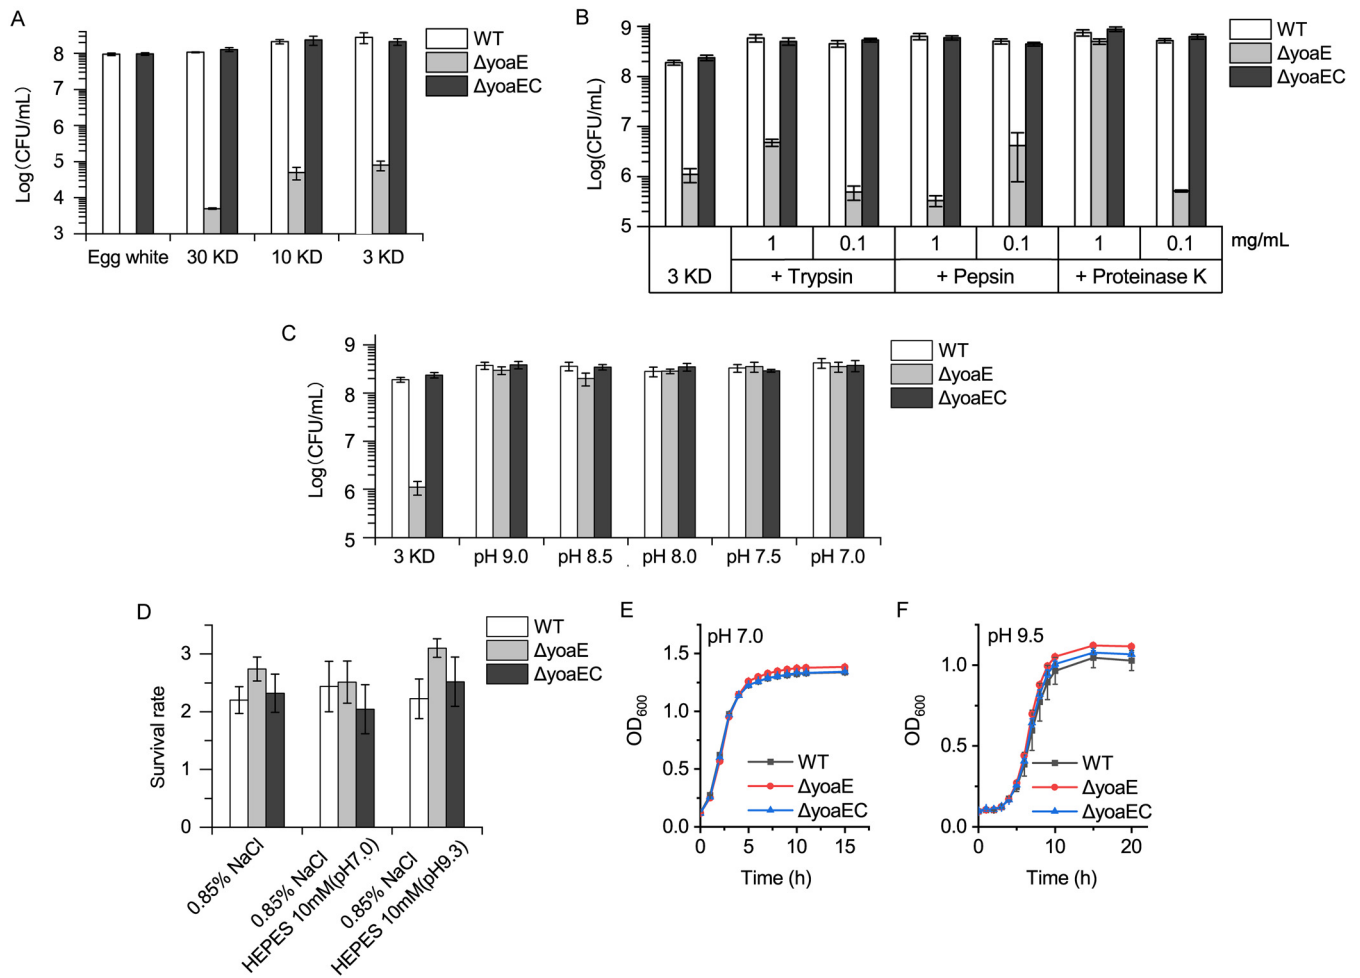 A
Log(CFU/mL)
8
7
6
5
4
3
Egg white 30 KD 10 KD 3 KD
WT
ΔyoaE
ΔyoaEC
B
Log(CFU/mL)
9
8
7
6
5
1 0.1 1 0.1 1 0.1 mg/mL
3 KD + Trypsin + Pepsin + Proteinase K
WT
ΔyoaE
ΔyoaEC
C
Log(CFU/mL)
9
8
7
6
5
3 KD pH 9.0 pH 8.5 pH 8.0 pH 7.5 pH 7.0
WT
ΔyoaE
ΔyoaEC
D
Survival rate
3
2
1
0
0.85% NaCl
0.85% NaCl
HEPES 10mM(pH7.0)
0.85% NaCl
HEPES 10mM(pH9.3)
WT
ΔyoaE
ΔyoaEC
E
pH 7.0
OD600
1.5
1.0
0.5
0.0
0 5 10 15
Time (h)
WT
ΔyoaE
ΔyoaEC
F
pH 9.5
OD600
1.0
0.5
0.0
0 10 20
Time (h)
WT
ΔyoaE
ΔyoaEC